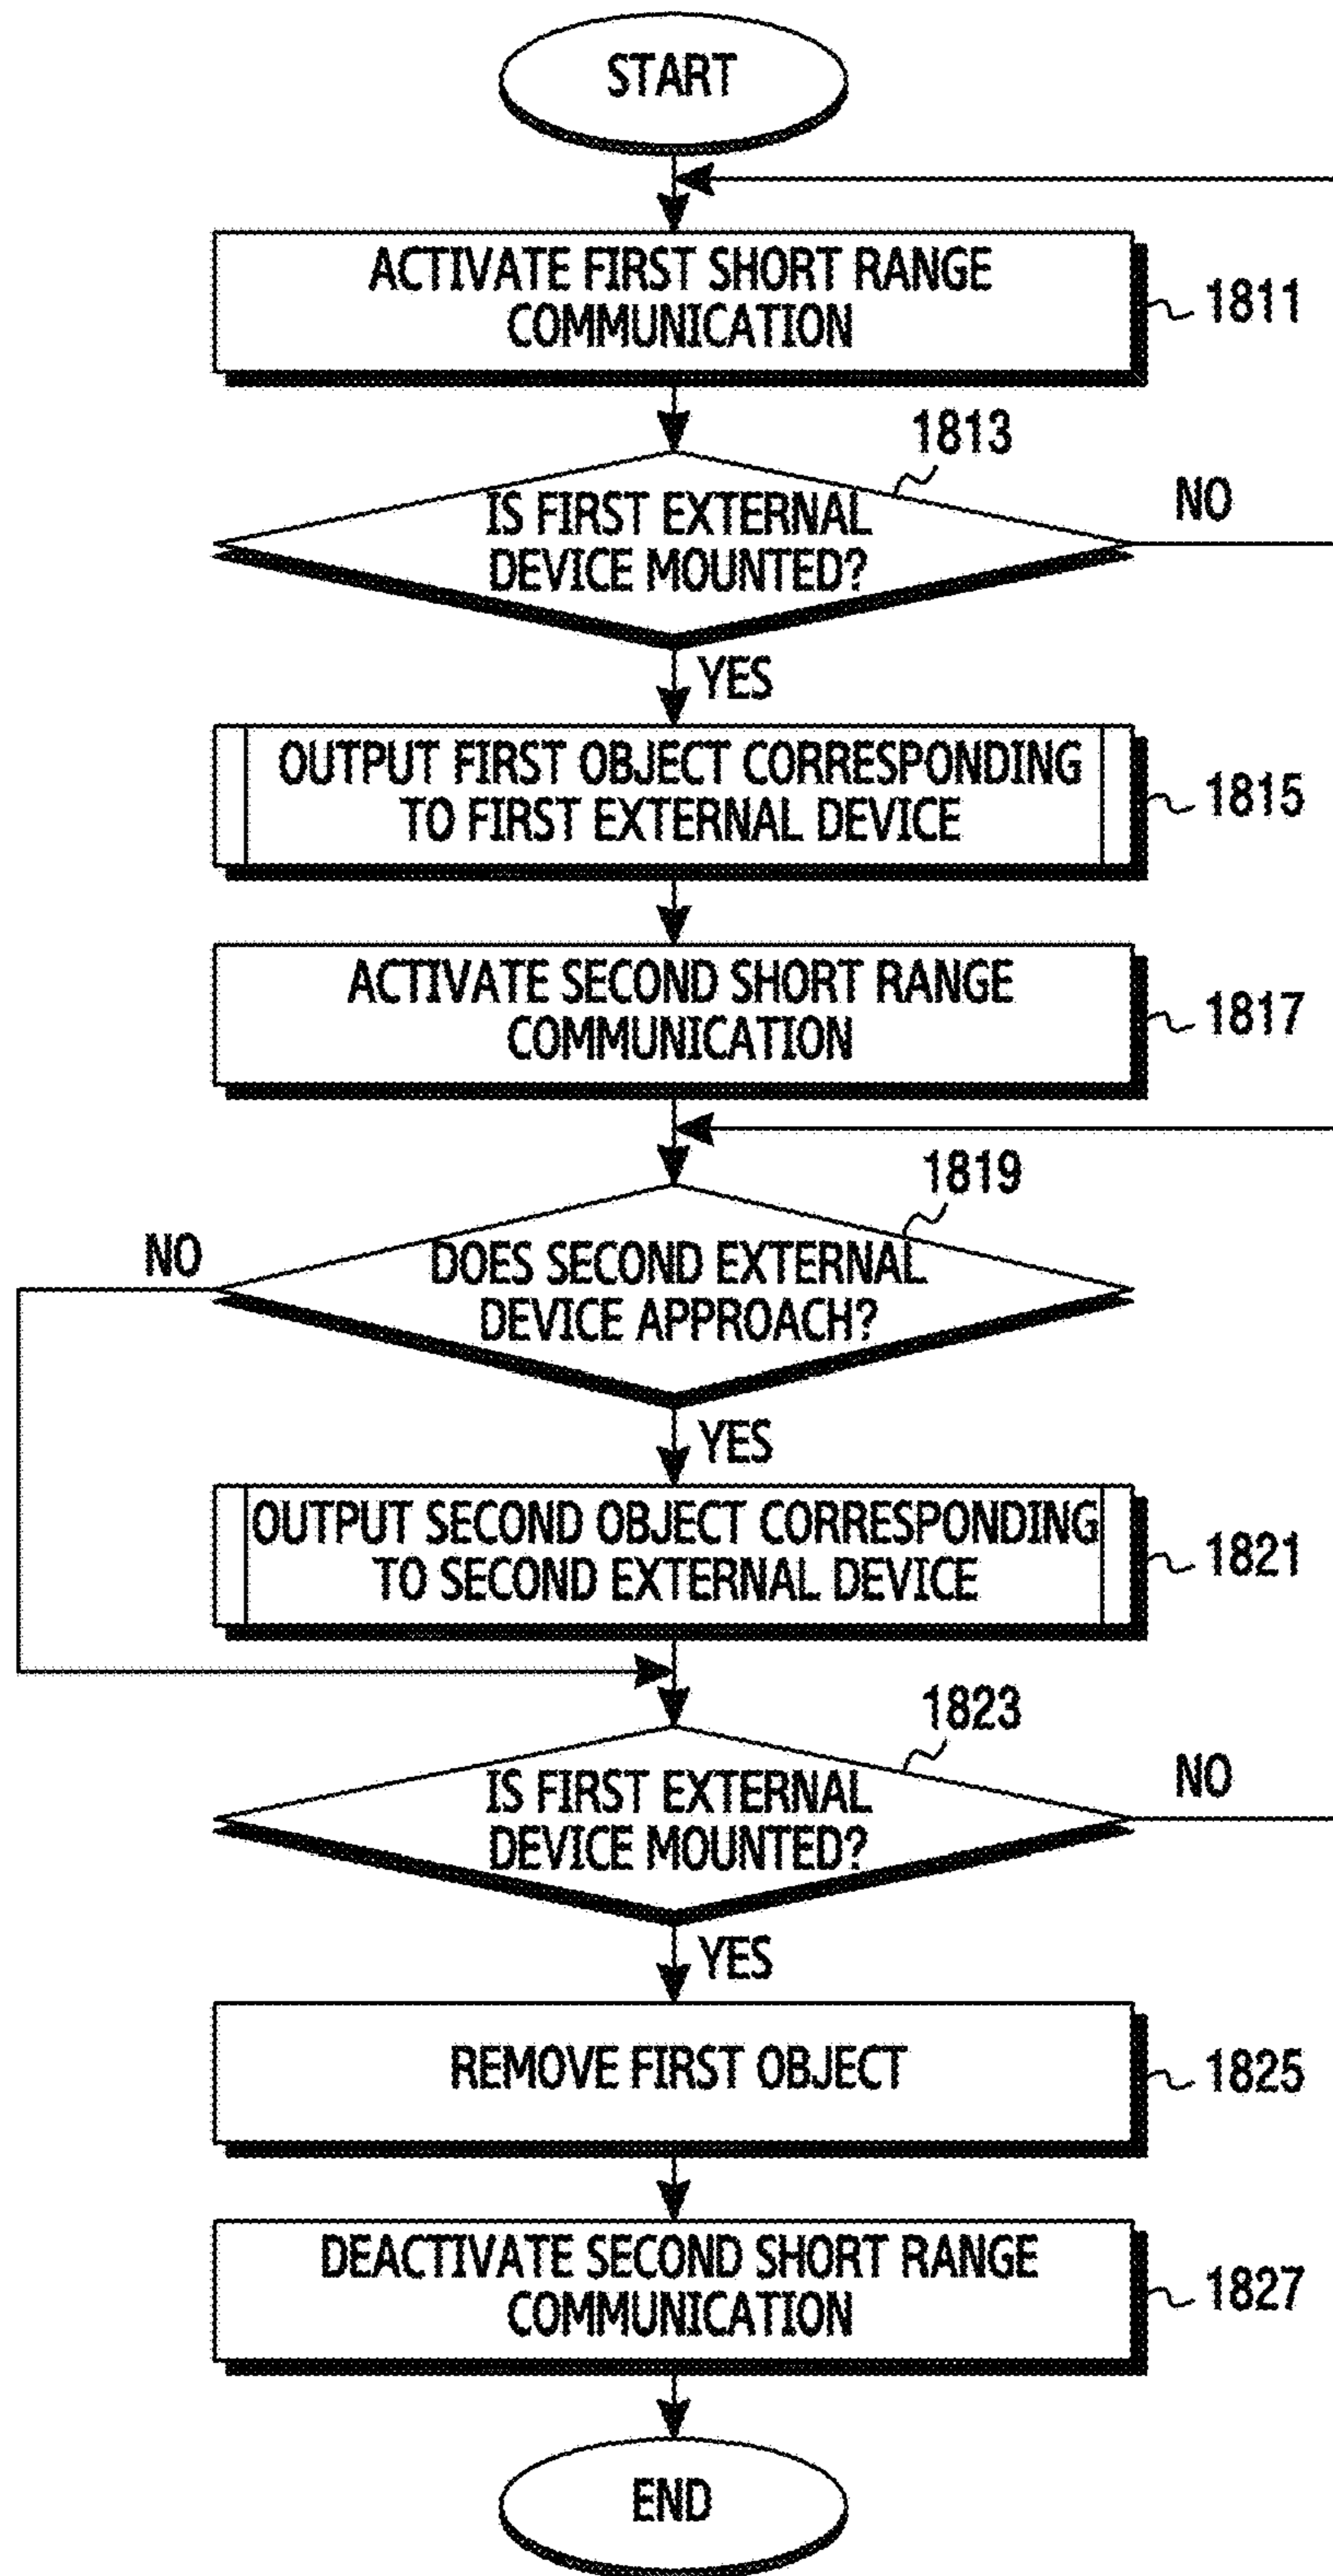 START
ACTIVATE FIRST SHORT RANGE
COMMUNICATION
1811
1813
IS FIRST EXTERNAL
DEVICE MOUNTED?
NO
YES
OUTPUT FIRST OBJECT CORRESPONDING
TO FIRST EXTERNAL DEVICE
1815
ACTIVATE SECOND SHORT RANGE
COMMUNICATION
1817
1819
NO
DOES SECOND EXTERNAL
DEVICE APPROACH?
YES
OUTPUT SECOND OBJECT CORRESPONDING
TO SECOND EXTERNAL DEVICE
1821
1823
IS FIRST EXTERNAL
DEVICE MOUNTED?
NO
YES
REMOVE FIRST OBJECT
1825
DEACTIVATE SECOND SHORT RANGE
COMMUNICATION
1827
END